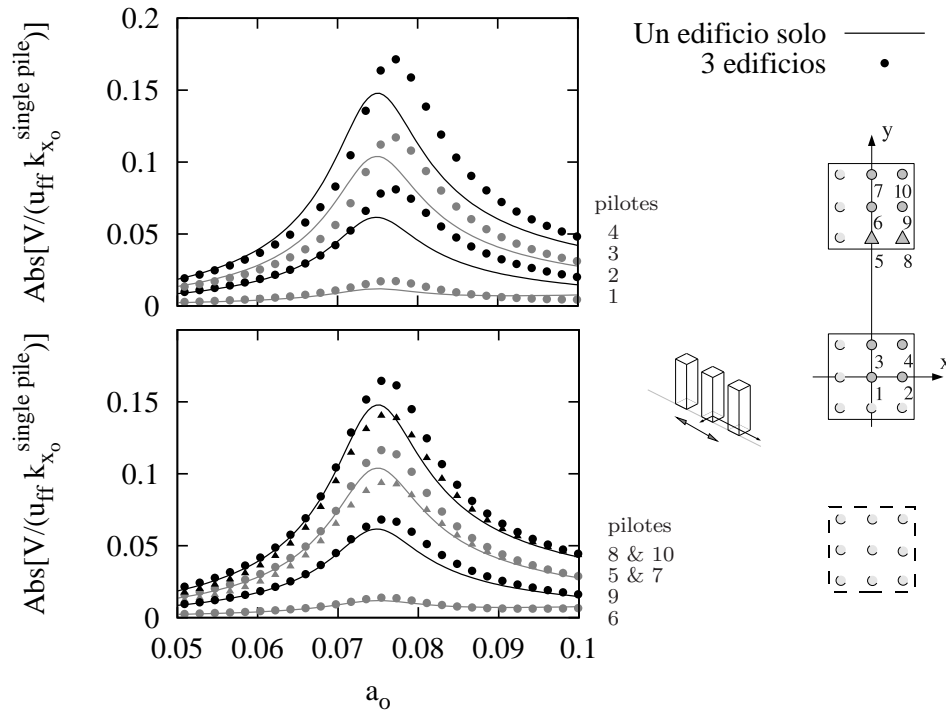 Un edificio solo
3 edificios
Abs[V/(u_ff k_x_o^single pile)]
0.2
0.15
0.1
0.05
0
pilotes
4
3
2
1
Abs[V/(u_ff k_x_o^single pile)]
0.15
0.1
0.05
0
pilotes
8 & 10
5 & 7
9
6
0.05
0.06
0.07
0.08
0.09
0.1
a_o
y
7 10
6 9
5 8
x
3 4
1 2